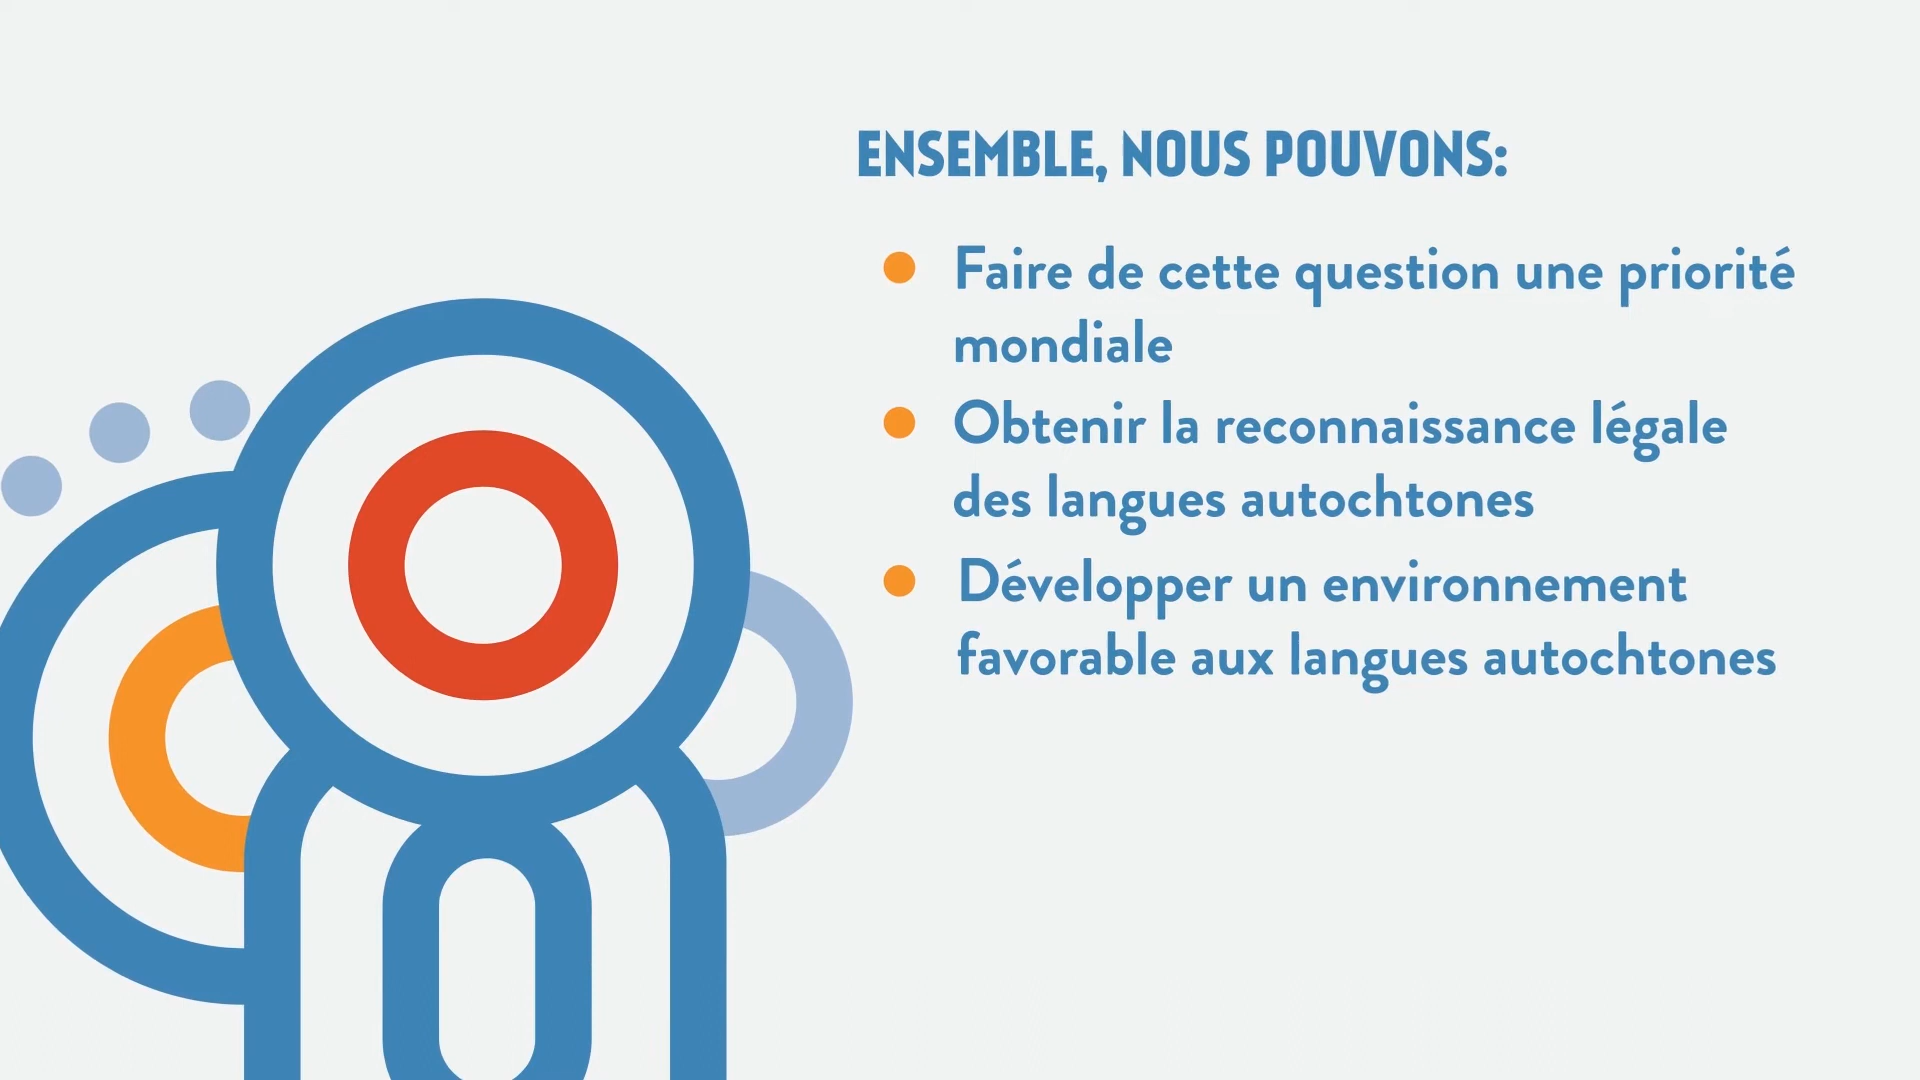 ENSEMBLE, NOUS POUVONS:
Faire de cette question une priorité
mondiale
Obtenir la reconnaissance légale
des langues autochtones
Développer un environnement
favorable aux langues autochtones